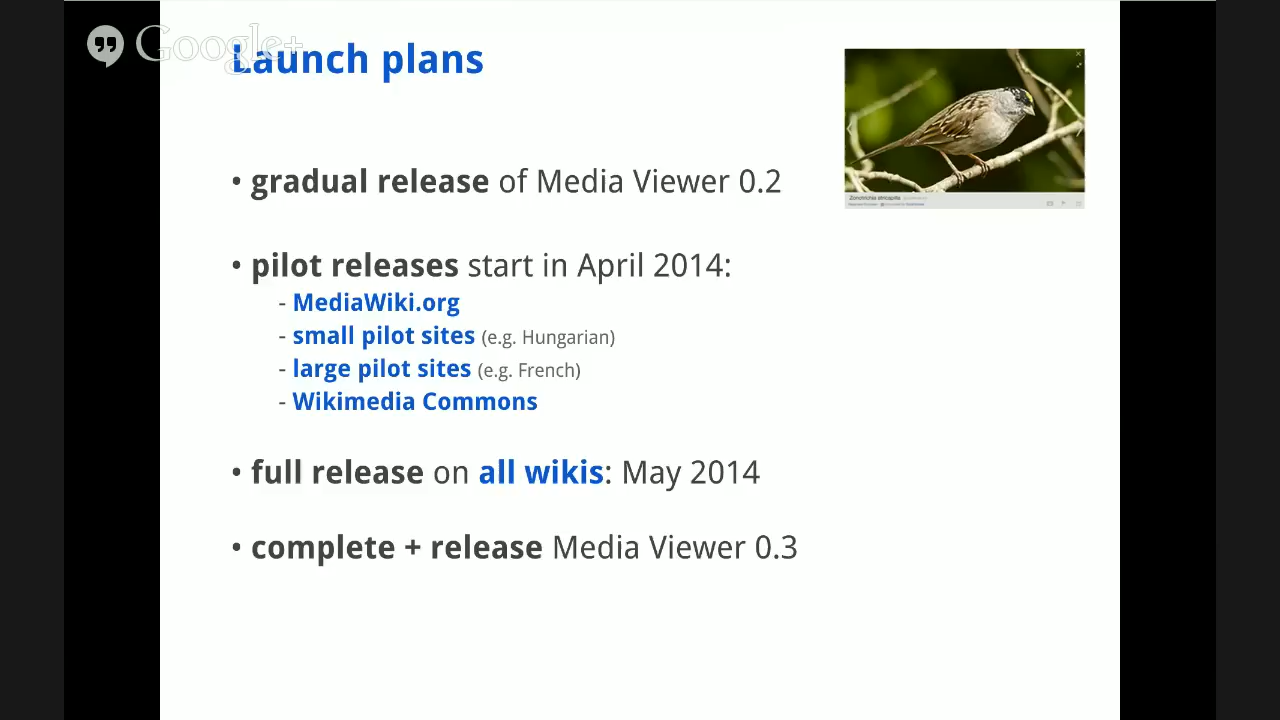 Google+
Launch plans
• gradual release of Media Viewer 0.2
• pilot releases start in April 2014:
- MediaWiki.org
- small pilot sites (e.g. Hungarian)
- large pilot sites (e.g. French)
- Wikimedia Commons
• full release on all wikis: May 2014
• complete + release Media Viewer 0.3
Zonotrichia atricapilla